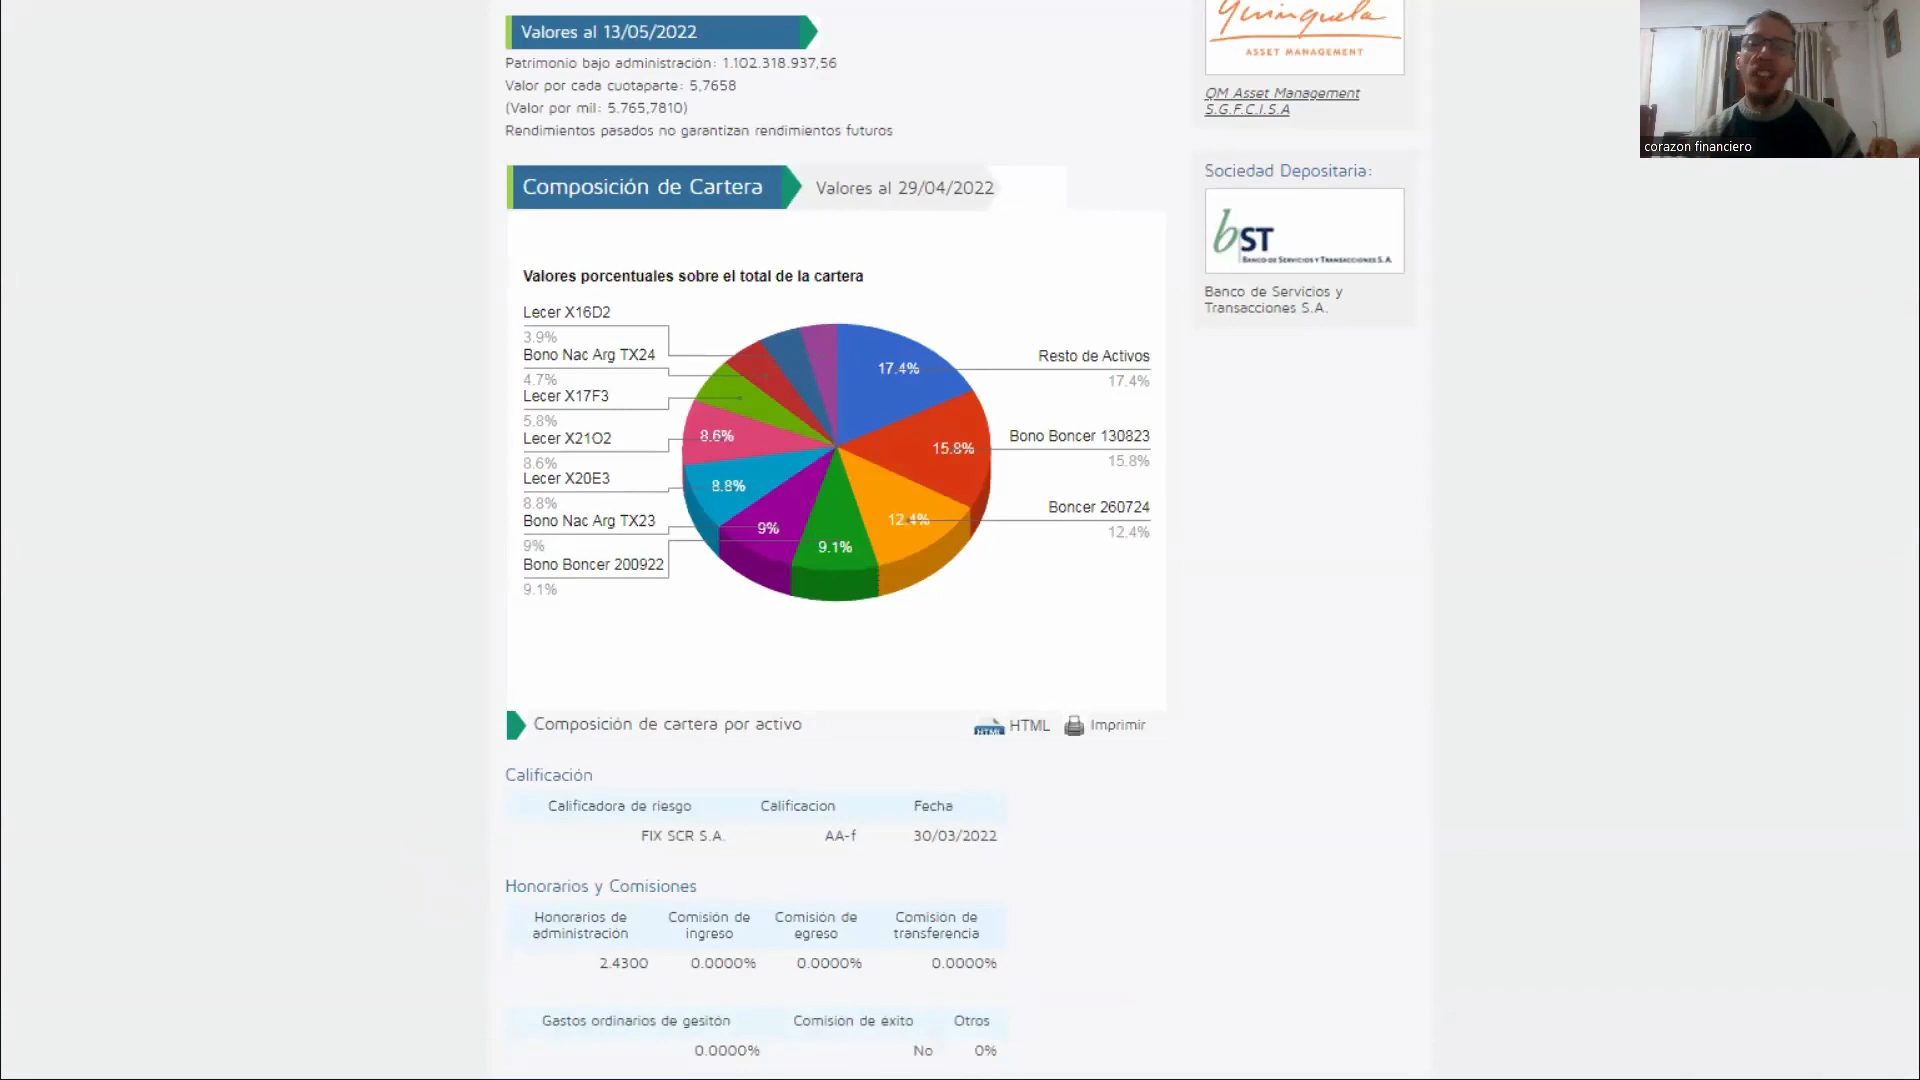 Valores al 13/05/2022
Patrimonio bajo administración: 1.102.318.937,56
Valor por cada cuotaparte: 5,7658
(Valor por mil: 5.765,7810)
Rendimientos pasados no garantizan rendimientos futuros
Quinquela
ASSET MANAGEMENT
QM Asset Management
S.G.F.C.I.S.A
corazon financiero
Composición de Cartera
Valores al 29/04/2022
Sociedad Depositaria:
bST
BANCO DE SERVICIOS Y TRANSACCIONES S.A.
Banco de Servicios y
Transacciones S.A.
Valores porcentuales sobre el total de la cartera
Lecer X16D2
3.9%
Bono Nac Arg TX24
4.7%
Lecer X17F3
5.8%
Lecer X21O2
8.6%
Lecer X20E3
8.8%
Bono Nac Arg TX23
9%
Bono Boncer 200922
9.1%
17.4%
15.8%
12.4%
9.1%
9%
8.8%
8.6%
Resto de Activos
17.4%
Bono Boncer 130823
15.8%
Boncer 260724
12.4%
Composición de cartera por activo
HTML
HTML
Imprimir
Calificación
Calificadora de riesgo Calificacion Fecha
FIX SCR S.A. AA-f 30/03/2022
Honorarios y Comisiones
Honorarios de administración Comisión de ingreso Comisión de egreso Comisión de transferencia
2.4300 0.0000% 0.0000% 0.0000%
Gastos ordinarios de gesitón Comisión de éxito Otros
0.0000% No 0%